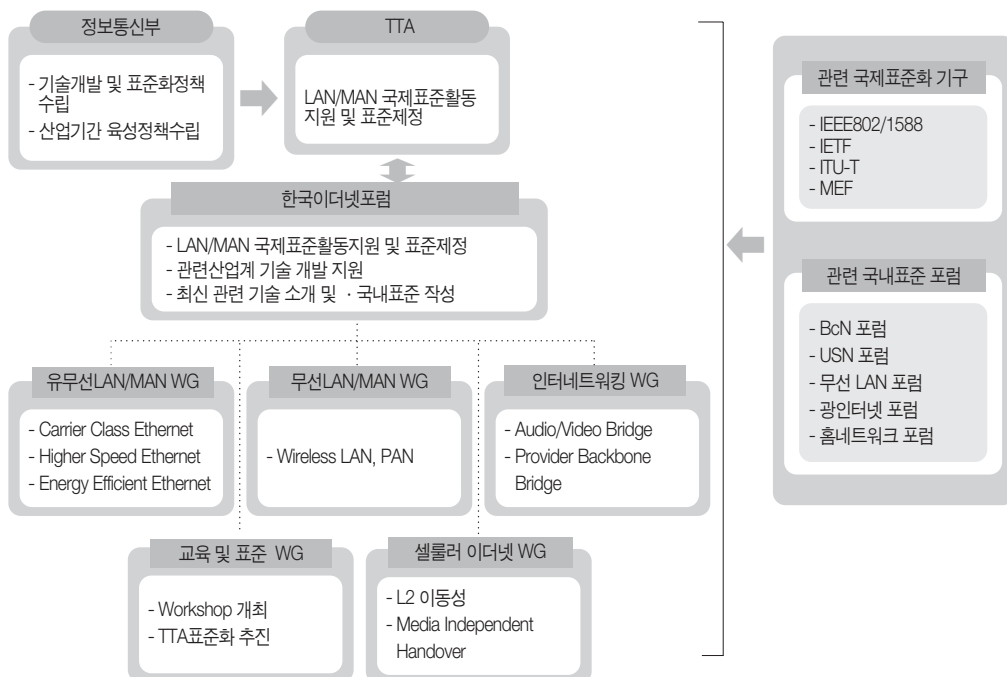 정보통신부
- 기술개발 및 표준화정책
수립
- 산업기간 육성정책수립
TTA
LAN/MAN 국제표준활동
지원 및 표준제정
한국이더넷포럼
- LAN/MAN 국제표준활동지원 및 표준제정
- 관련산업계 기술 개발 지원
- 최신 관련 기술 소개 및 · 국내표준 작성
유무선LAN/MAN WG
- Carrier Class Ethernet
- Higher Speed Ethernet
- Energy Efficient Ethernet
무선LAN/MAN WG
- Wireless LAN, PAN
인터네트워킹 WG
- Audio/Video Bridge
- Provider Backbone
Bridge
교육 및 표준 WG
- Workshop 개최
- TTA표준화 추진
셀룰러 이더넷 WG
- L2 이동성
- Media Independent
Handover
관련 국제표준화 기구
- IEEE802/1588
- IETF
- ITU-T
- MEF
관련 국내표준 포럼
- BcN 포럼
- USN 포럼
- 무선 LAN 포럼
- 광인터넷 포럼
- 홈네트워크 포럼